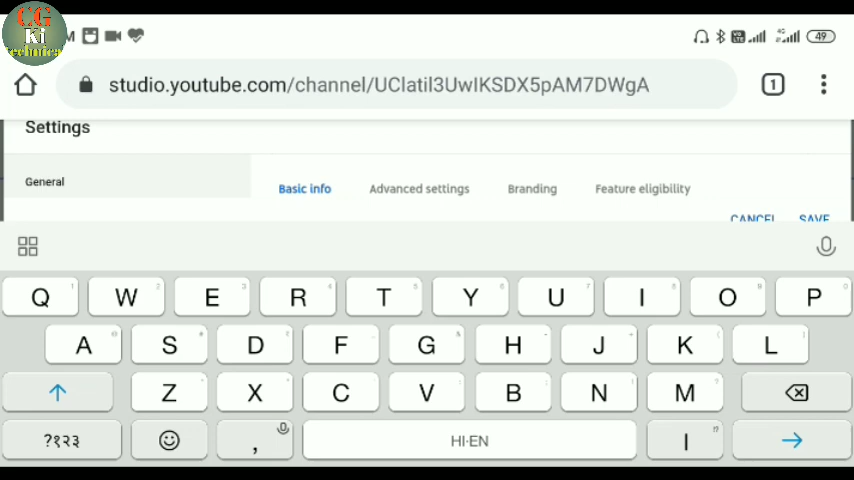 CG
Ki
technical
M
49
studio.youtube.com/channel/UClatil3UwIKSDX5pAM7DWgA
1
Settings
General
Basic info Advanced settings Branding Feature eligibility
CANCEL SAVE
Q W E R T Y U I O P
A S D F G H J K L
Z X C V B N M
?१२३ , HI-EN ।